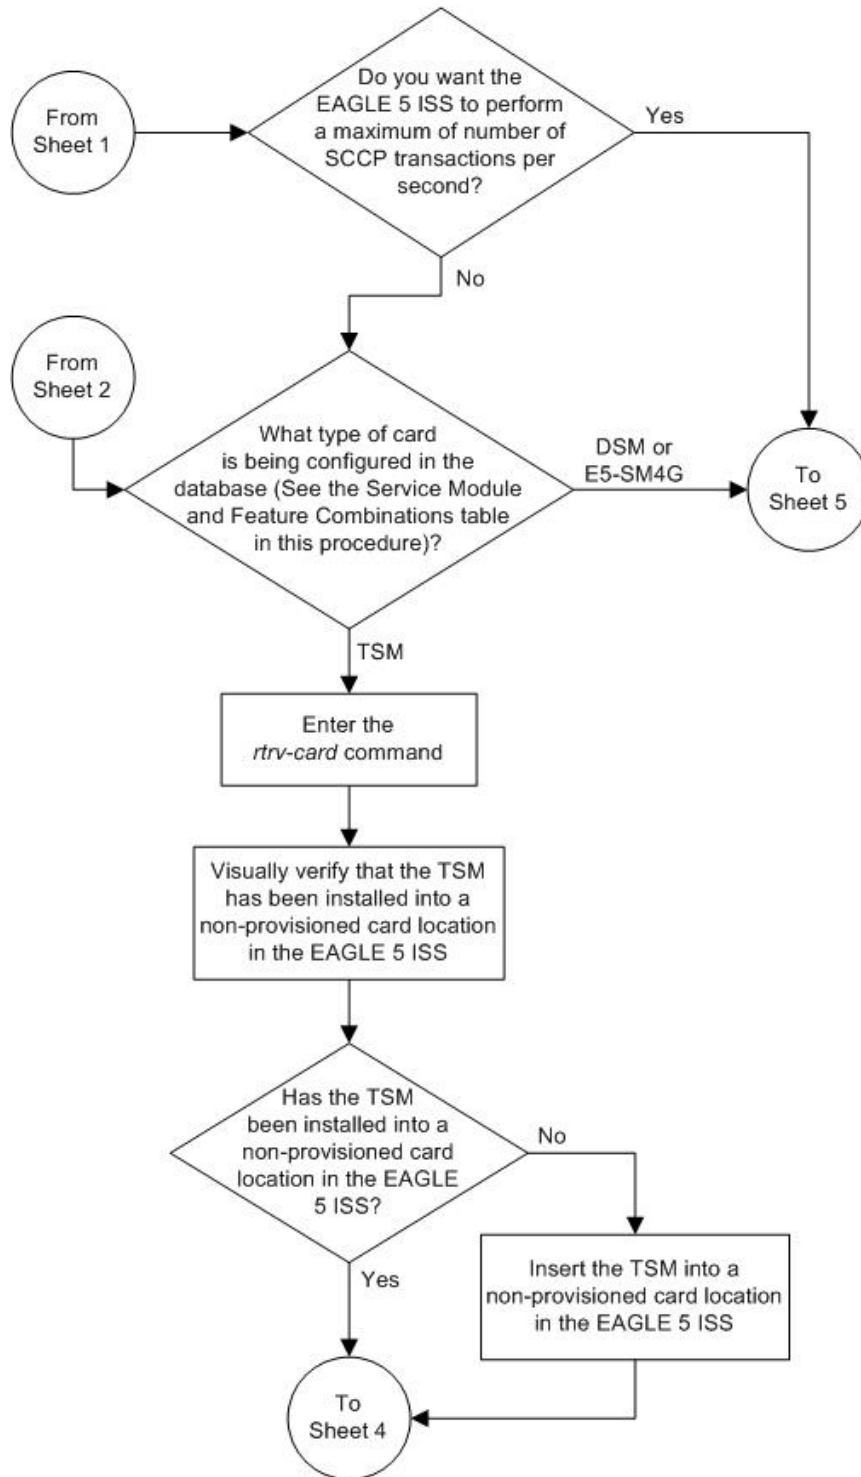 Do you want the
EAGLE 5 ISS to perform
a maximum of number of
SCCP transactions per
second?
From
Sheet 1
Yes
No
From
Sheet 2
What type of card
is being configured in the
database (See the Service Module
and Feature Combinations table
in this procedure)?
DSM or
E5-SM4G
To
Sheet 5
TSM
Enter the
rtrv-card command
Visually verify that the TSM
has been installed into a
non-provisioned card location
in the EAGLE 5 ISS
Has the TSM
been installed into a
non-provisioned card
location in the EAGLE
5 ISS?
No
Yes
Insert the TSM into a
non-provisioned card location
in the EAGLE 5 ISS
To
Sheet 4